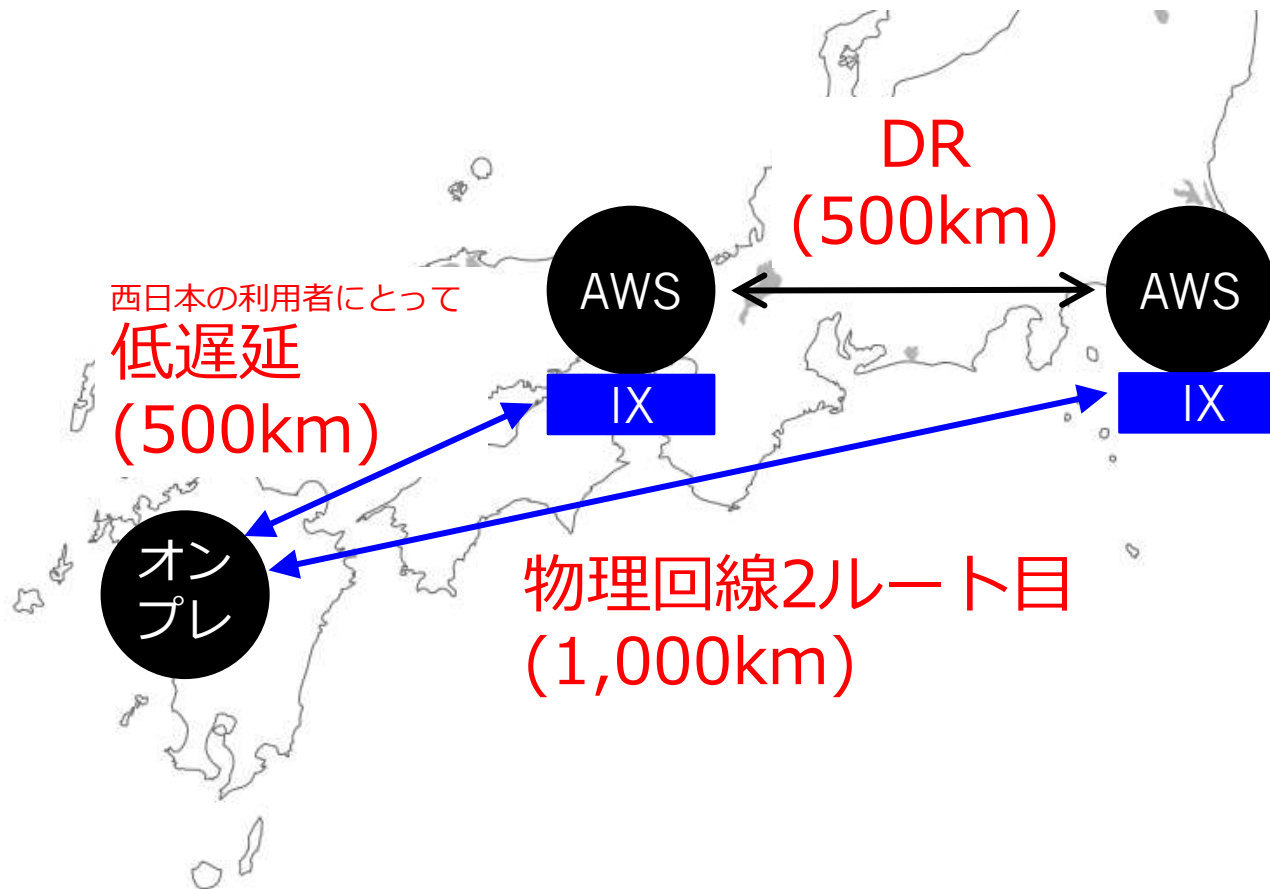 DR
(500km)
AWS
AWS
西日本の利用者にとって
低遅延
(500km)
IX
IX
オン
プレ
物理回線2ルート目
(1,000km)